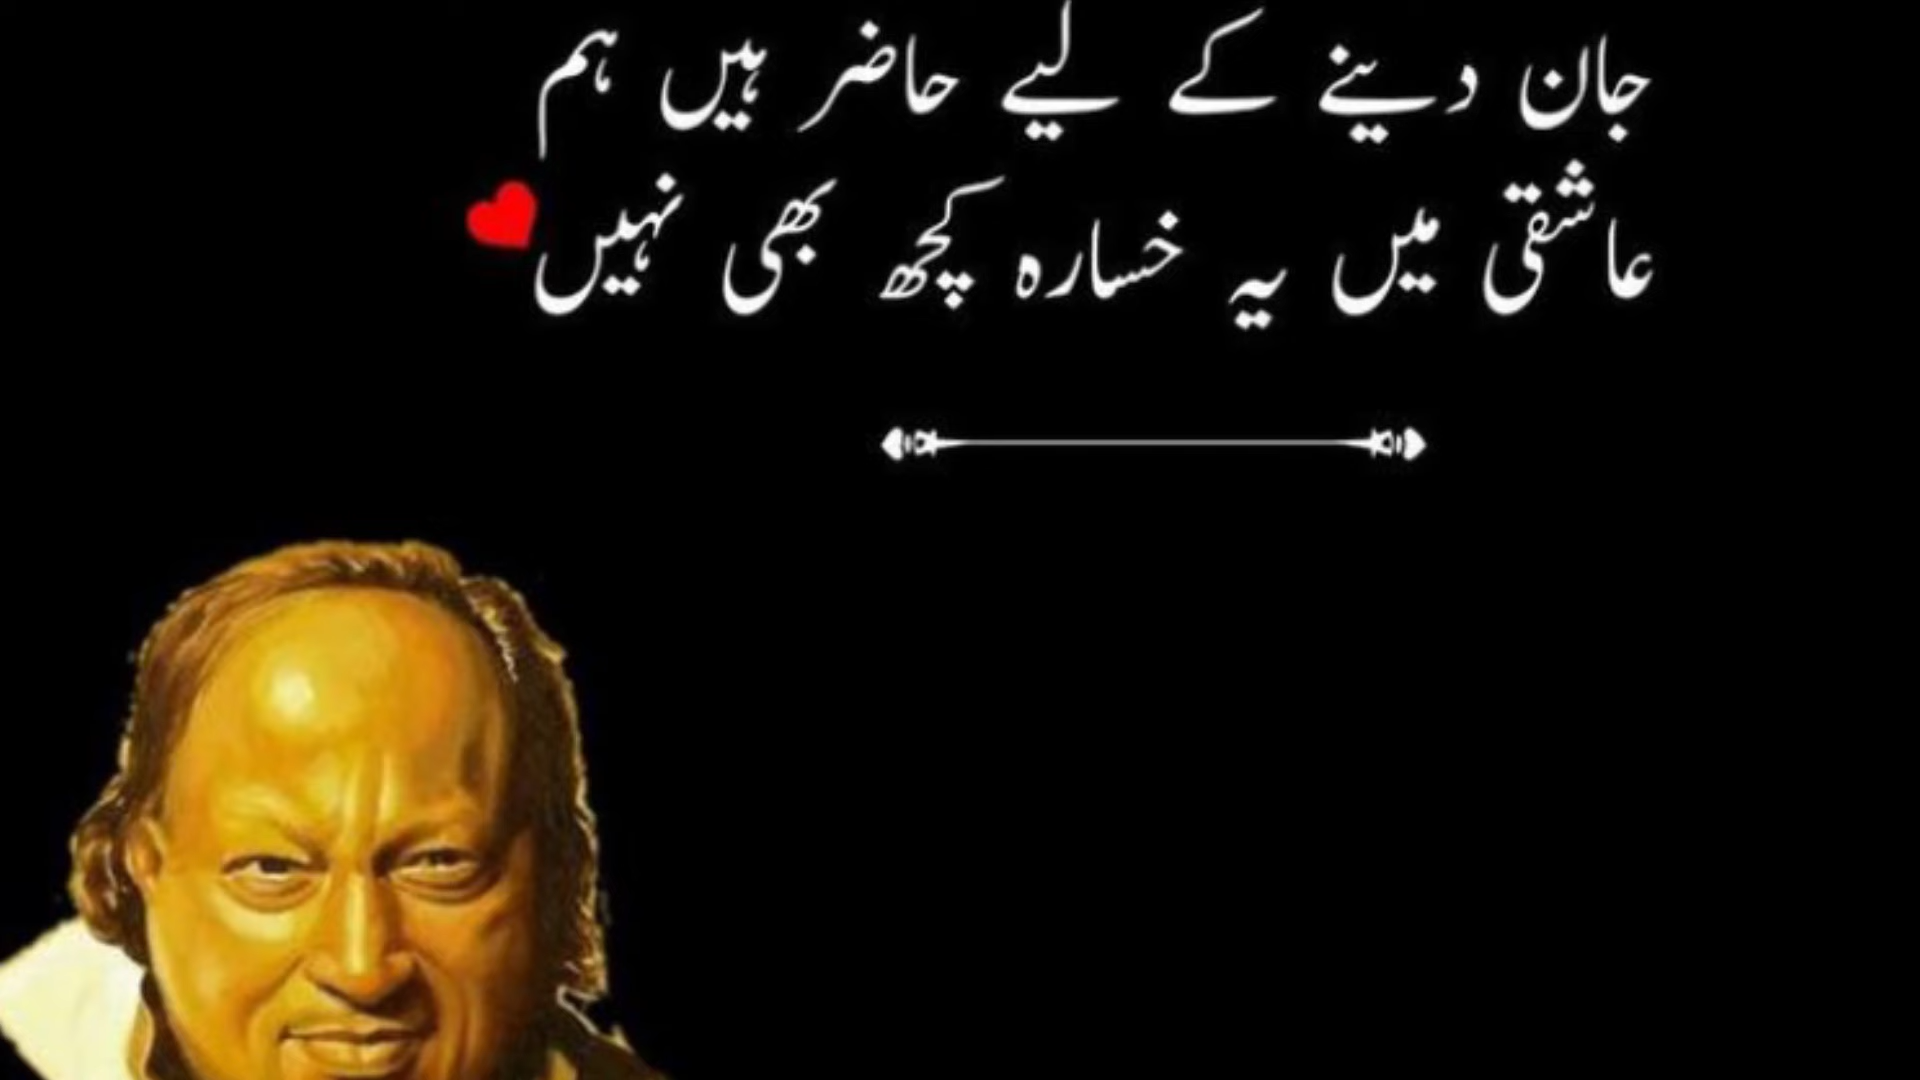 جان دینے کے لیے حاضر ہیں ہم
عاشقی میں یہ خسارہ کچھ بھی نہیں